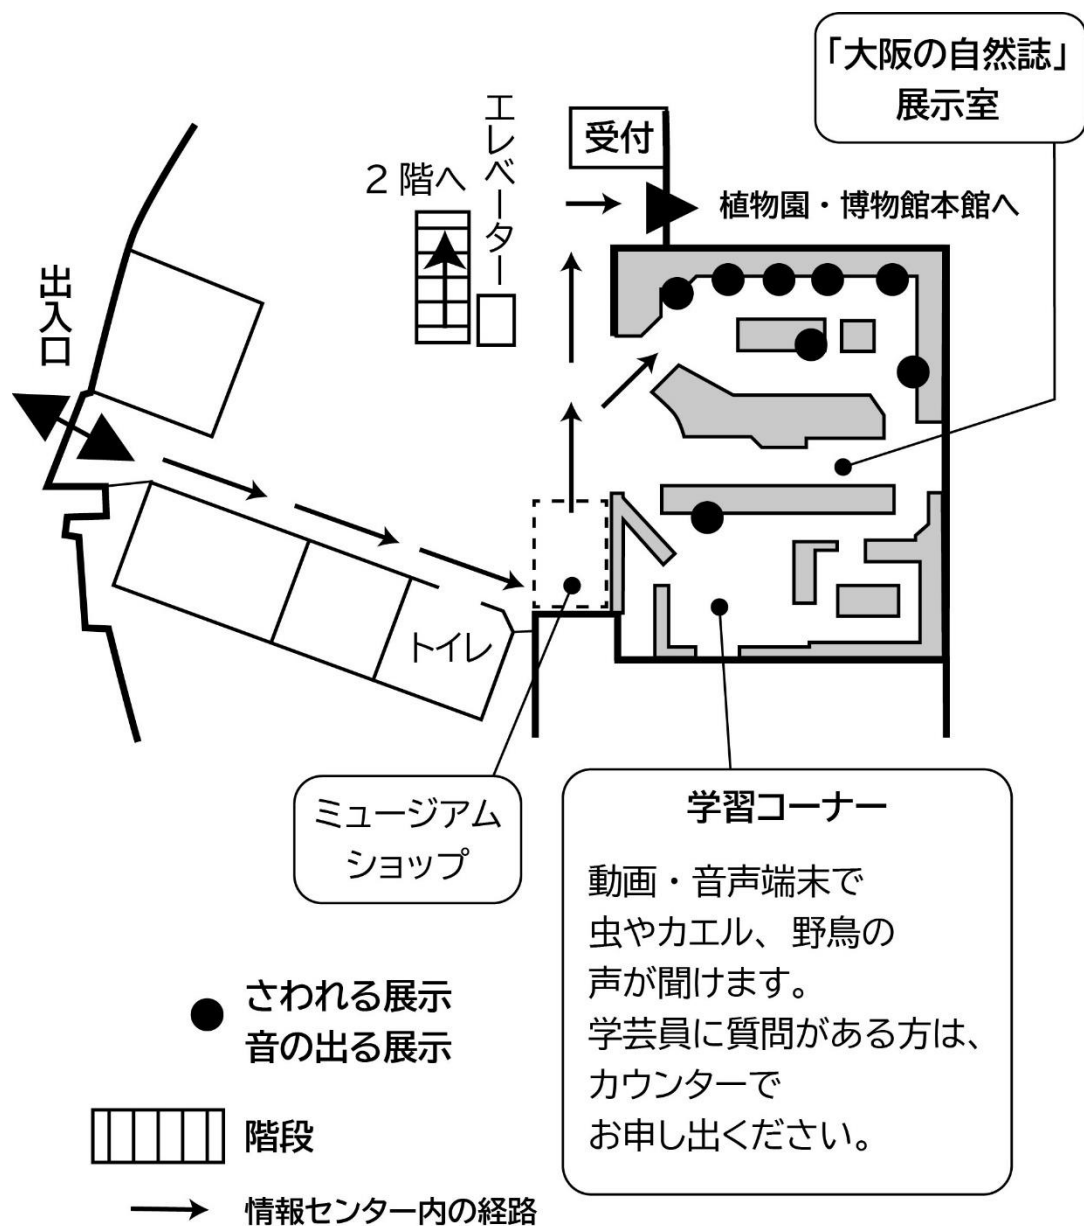 「大阪の自然誌」
展示室
受付
エレベーター
2階へ
植物園・博物館本館へ
出入口
トイレ
ミュージアム
ショップ
学習コーナー
動画・音声端末で
虫やカエル、野鳥の
声が聞けます。
学芸員に質問がある方は、
カウンターで
お申し出ください。
さわれる展示
音の出る展示
階段
情報センター内の経路